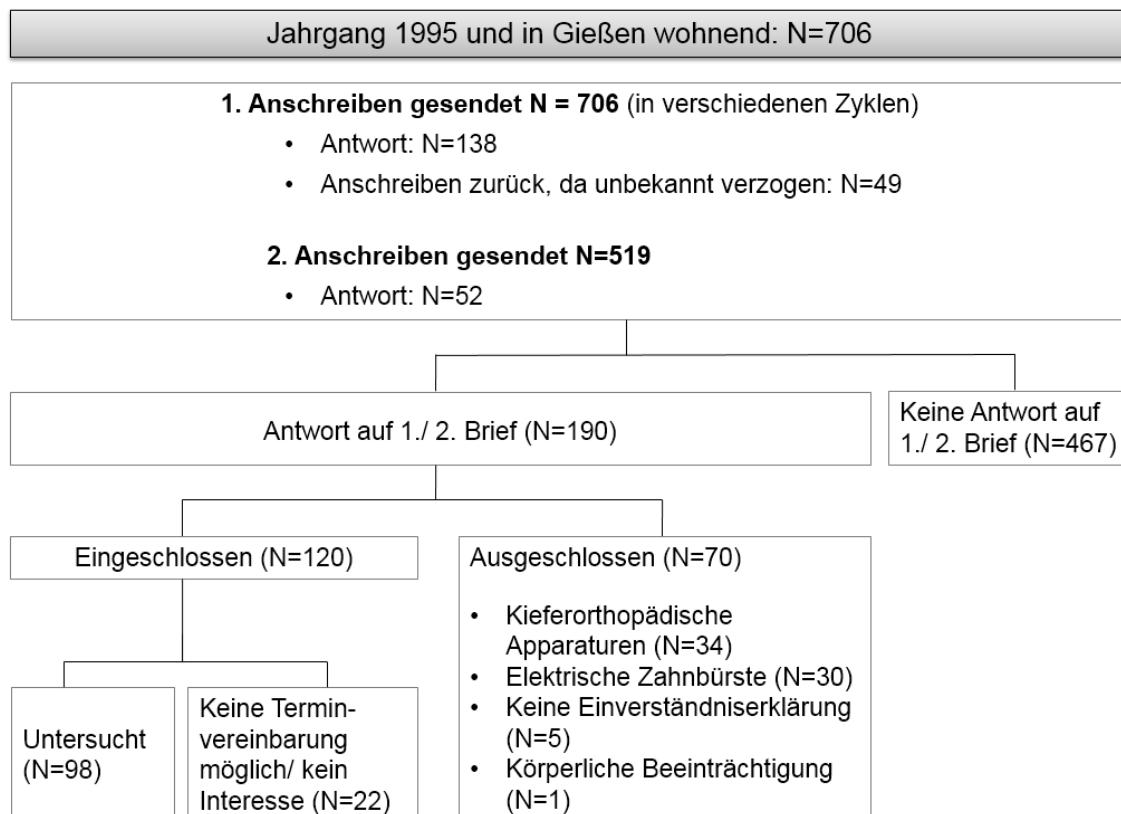 Jahrgang 1995 und in Gießen wohnend: N=706
1. Anschreiben gesendet N = 706 (in verschiedenen Zyklen)
• Antwort: N=138
• Anschreiben zurück, da unbekannt verzogen: N=49
2. Anschreiben gesendet N=519
• Antwort: N=52
Antwort auf 1./ 2. Brief (N=190)
Keine Antwort auf
1./ 2. Brief (N=467)
Eingeschlossen (N=120)
Ausgeschlossen (N=70)
• Kieferorthopädische
Apparaturen (N=34)
• Elektrische Zahnbürste (N=30)
• Keine Einverständniserklärung
(N=5)
• Körperliche Beeinträchtigung
(N=1)
Untersucht
(N=98)
Keine Termin-
vereinbarung
möglich/ kein
Interesse (N=22)